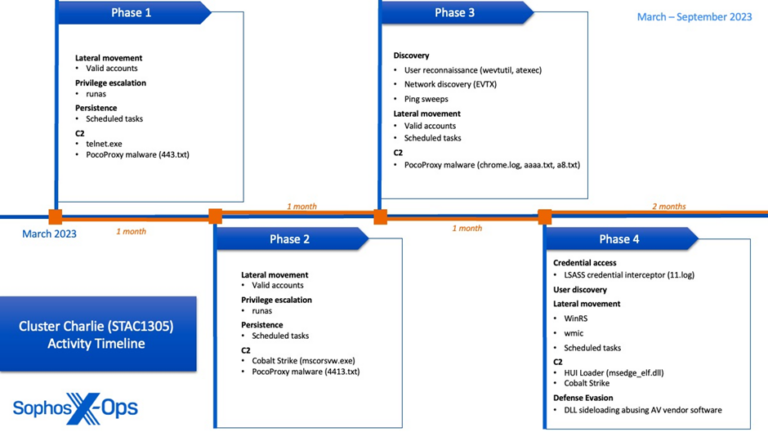 Phase 1
Lateral movement
• Valid accounts
Privilege escalation
• runas
Persistence
• Scheduled tasks
C2
• telnet.exe
• PocoProxy malware (443.txt)
Phase 3
Discovery
• User reconnaissance (wevtutil, atexec)
• Network discovery (EVTX)
• Ping sweeps
Lateral movement
• Valid accounts
• Scheduled tasks
C2
• PocoProxy malware (chrome.log, aaaa.txt, a8.txt)
March – September 2023
March 2023
1 month
1 month
1 month
2 months
Phase 2
Lateral movement
• Valid accounts
Privilege escalation
• runas
Persistence
• Scheduled tasks
C2
• Cobalt Strike (mscorsvw.exe)
• PocoProxy malware (4413.txt)
Phase 4
Credential access
• LSASS credential interceptor (11.log)
User discovery
Lateral movement
• WinRS
• wmic
• Scheduled tasks
C2
• HUI Loader (msedge_elf.dll)
• Cobalt Strike
Defense Evasion
• DLL sideloading abusing AV vendor software
Cluster Charlie (STAC1305)
Activity Timeline
Sophos X-Ops